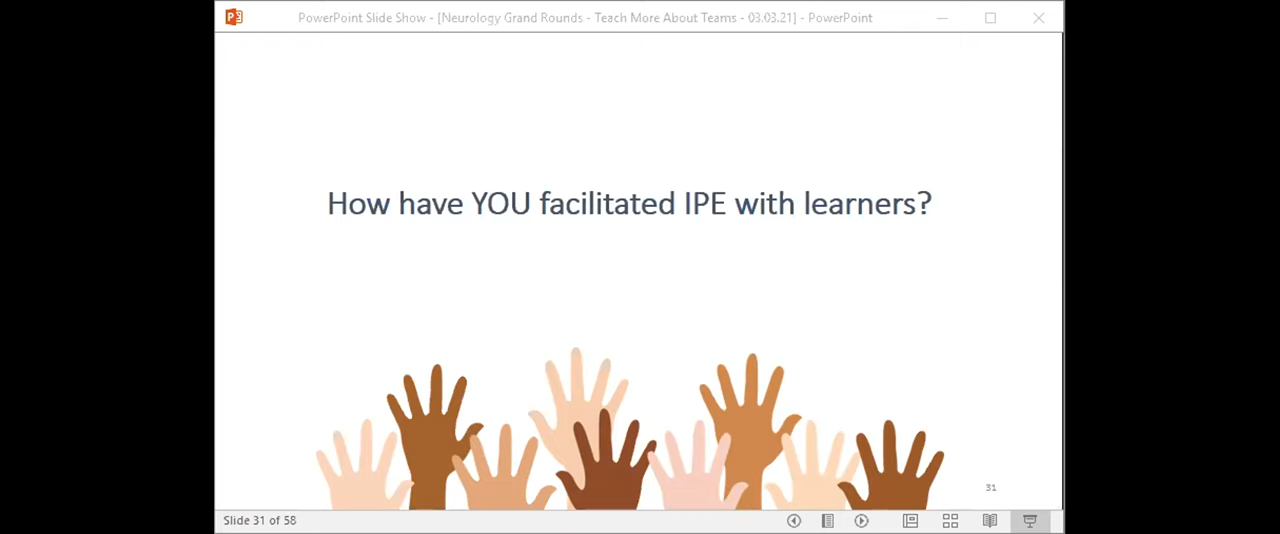 PowerPoint Slide Show - [Neurology Grand Rounds - Teach More About Teams - 03.03.21] - PowerPoint
How have YOU facilitated IPE with learners?
31
Slide 31 of 58